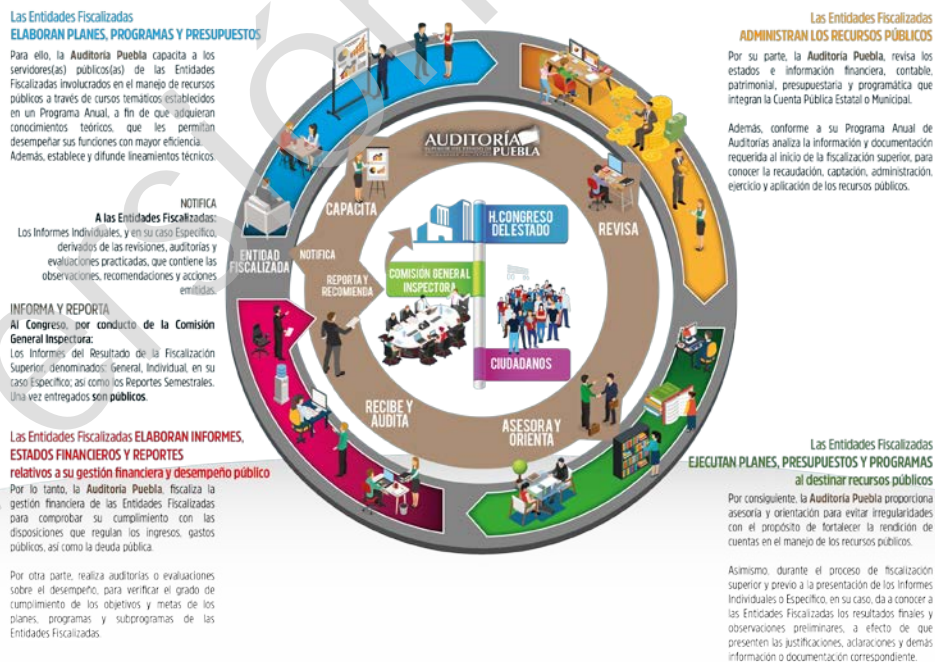 Las Entidades Fiscalizadas
ELABORAN PLANES, PROGRAMAS Y PRESUPUESTOS
Para ello, la Auditoría Puebla capacita a los
servidores(as) públicos(as) de las Entidades
Fiscalizadas involucrados en el manejo de recursos
públicos a través de cursos temáticos establecidos
en un Programa Anual, a fin de que adquieran
conocimientos teóricos, que les permitan
desempeñar sus funciones con mayor eficiencia.
Además, establece y difunde lineamientos técnicos.
NOTIFICA
A las Entidades Fiscalizadas:
Los Informes Individuales, y en su caso Específico,
derivados de las revisiones, auditorías y
evaluaciones practicadas, que contiene las
observaciones, recomendaciones y acciones
emitidas.
INFORMA Y REPORTA
Al Congreso, por conducto de la Comisión
General Inspectora:
Los Informes del Resultado de la Fiscalización
Superior, denominados: General, Individual, en su
caso Específico; así como los Reportes Semestrales.
Una vez entregados son públicos.
Las Entidades Fiscalizadas ELABORAN INFORMES,
ESTADOS FINANCIEROS Y REPORTES
relativos a su gestión financiera y desempeño público
Por lo tanto, la Auditoría Puebla, fiscaliza la
gestión financiera de las Entidades Fiscalizadas
para comprobar su cumplimiento con las
disposiciones que regulan los ingresos, gastos
públicos, así como la deuda pública.
Por otra parte, realiza auditorías o evaluaciones
sobre el desempeño, para verificar el grado de
cumplimiento de los objetivos y metas de los
planes, programas y subprogramas de las
Entidades Fiscalizadas.
AUDITORÍA
PUEBLA
CAPACITA
REVISA
ENTIDAD
FISCALIZADA
NOTIFICA
REPORTA Y
RECOMIENDA
H. CONGRESO
DEL ESTADO
COMISIÓN GENERAL
INSPECTORA
CIUDADANOS
RECIBE Y
AUDITA
ASESORA Y
ORIENTA
Las Entidades Fiscalizadas
ADMINISTRAN LOS RECURSOS PÚBLICOS
Por su parte, la Auditoría Puebla, revisa los
estados e información financiera, contable,
patrimonial, presupuestaria y programática que
integran la Cuenta Pública Estatal o Municipal.
Además, conforme a su Programa Anual de
Auditorías analiza la información y documentación
requerida al inicio de la fiscalización superior, para
conocer la recaudación, captación, administración,
ejercicio y aplicación de los recursos públicos.
Las Entidades Fiscalizadas
EJECUTAN PLANES, PRESUPUESTOS Y PROGRAMAS
al destinar recursos públicos
Por consiguiente, la Auditoría Puebla proporciona
asesoría y orientación para evitar irregularidades
con el propósito de fortalecer la rendición de
cuentas en el manejo de los recursos públicos.
Asimismo, durante el proceso de fiscalización
superior y previo a la presentación de los Informes
Individuales o Específico, en su caso, da a conocer a
las Entidades Fiscalizadas los resultados finales y
observaciones preliminares, a efecto de que
presenten las justificaciones, aclaraciones y demás
información o documentación correspondiente.